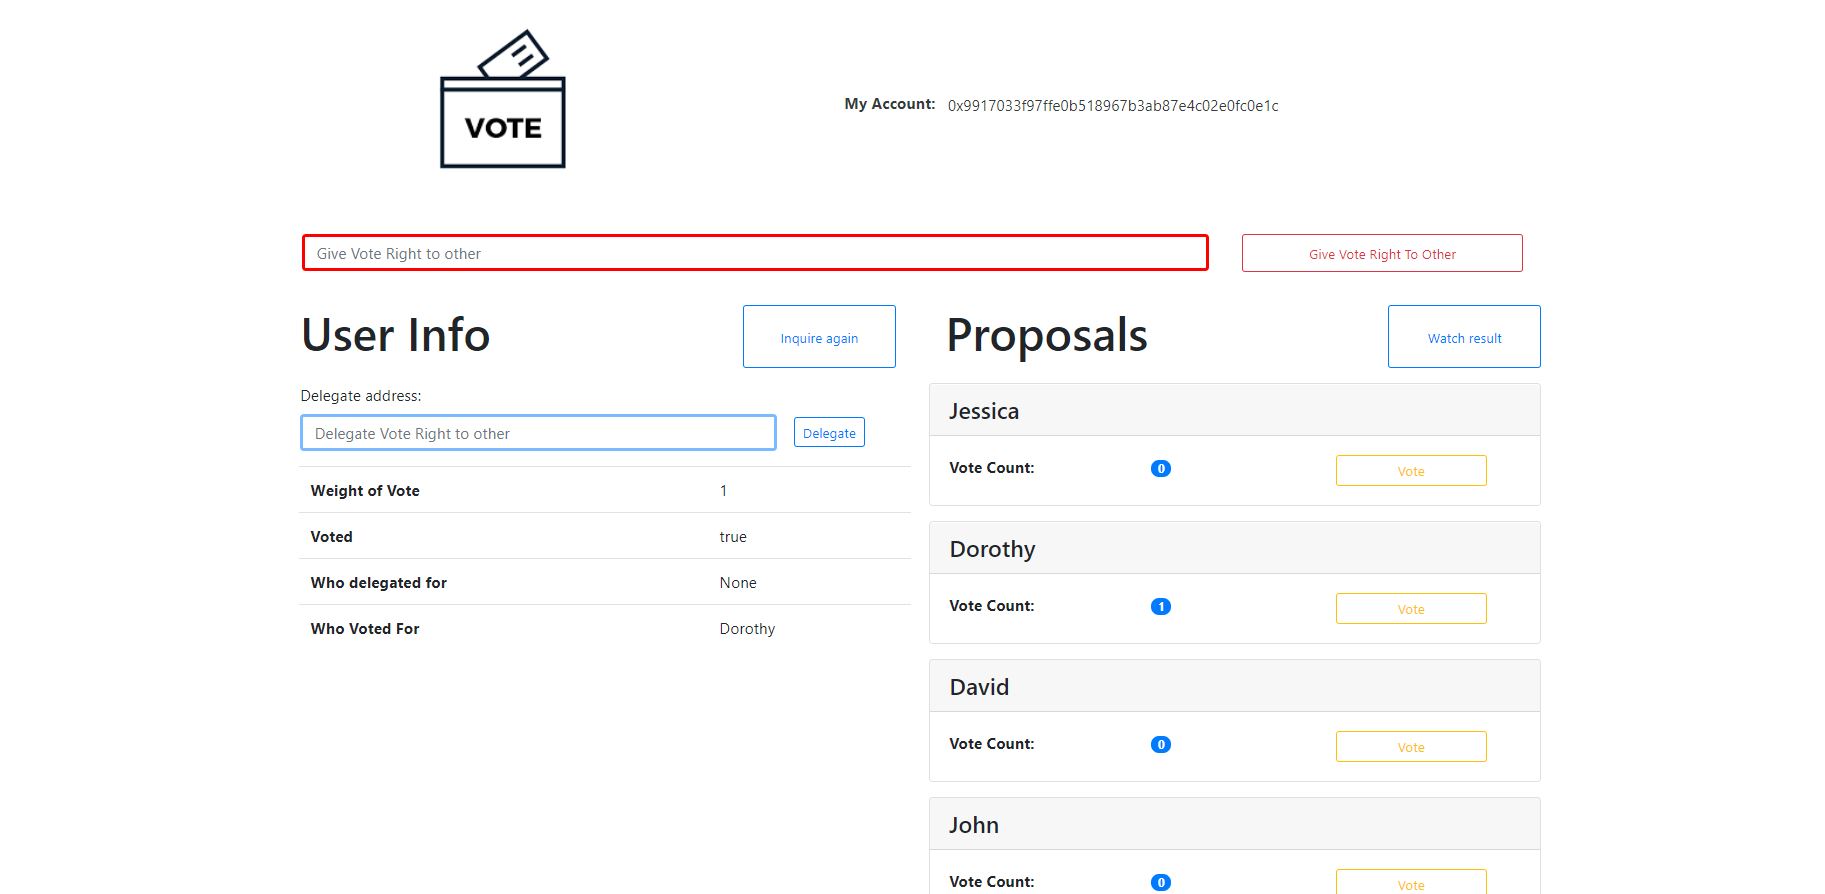 VOTE
My Account: 0x9917033f97ffe0b518967b3ab87e4c02e0fc0e1c
Give Vote Right to other
Give Vote Right To Other
User Info
Inquire again
Delegate address:
Delegate Vote Right to other
Delegate
Weight of Vote 1
Voted true
Who delegated for None
Who Voted For Dorothy
Proposals
Watch result
Jessica
Vote Count: 0 Vote
Dorothy
Vote Count: 1 Vote
David
Vote Count: 0 Vote
John
Vote Count: 0 Vote